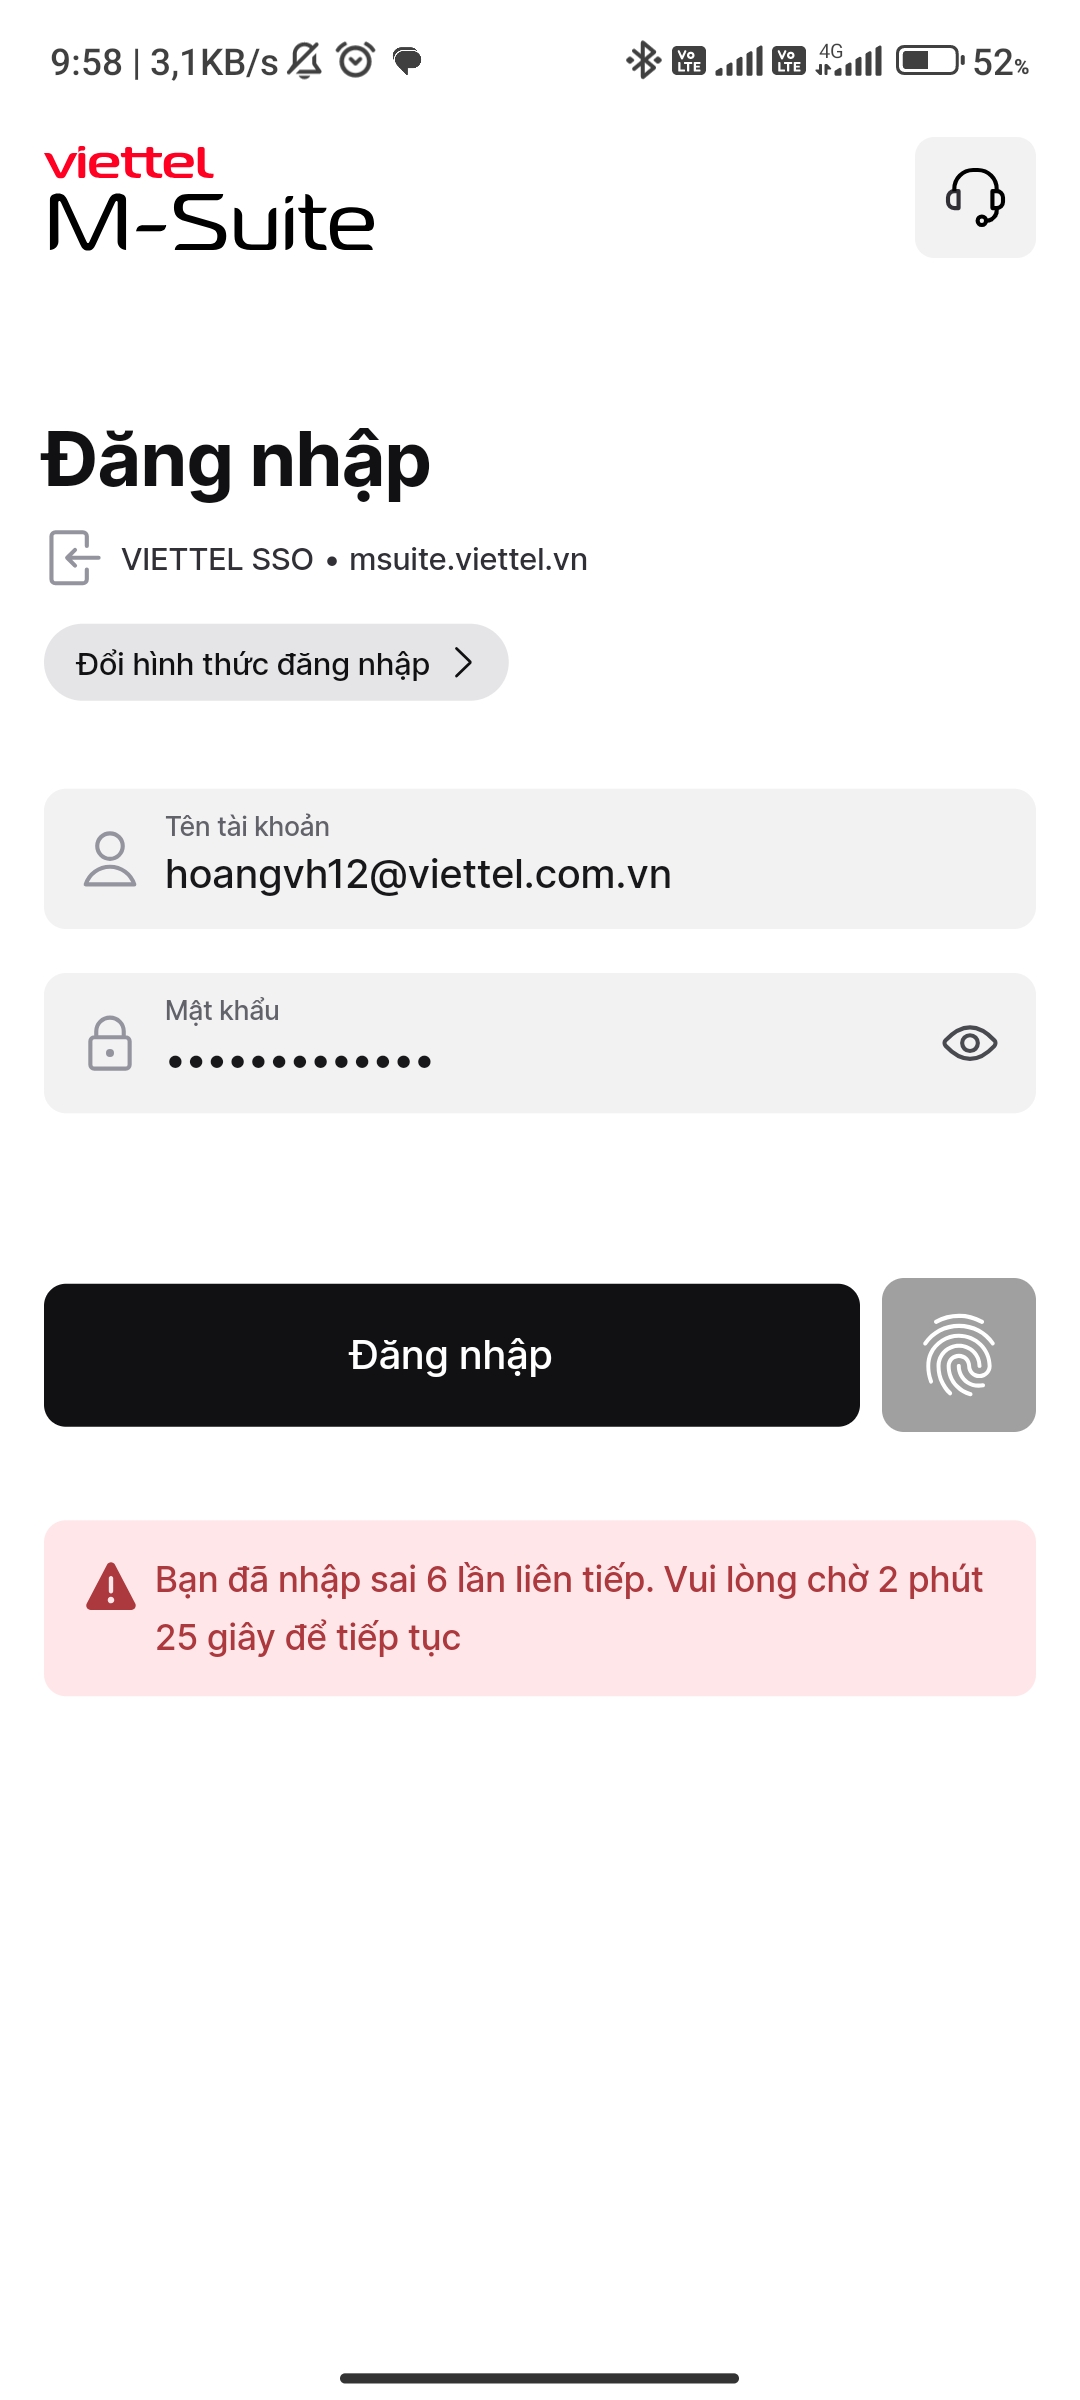 9:58 | 3,1KB/s Vo LTE Vo LTE 4G 52%
viettel
M-Suite
Đăng nhập
VIETTEL SSO • msuite.viettel.vn
Đổi hình thức đăng nhập
Tên tài khoản
hoangvh12@viettel.com.vn
Mật khẩu
•••••••••••••
Đăng nhập
Bạn đã nhập sai 6 lần liên tiếp. Vui lòng chờ 2 phút
25 giây để tiếp tục